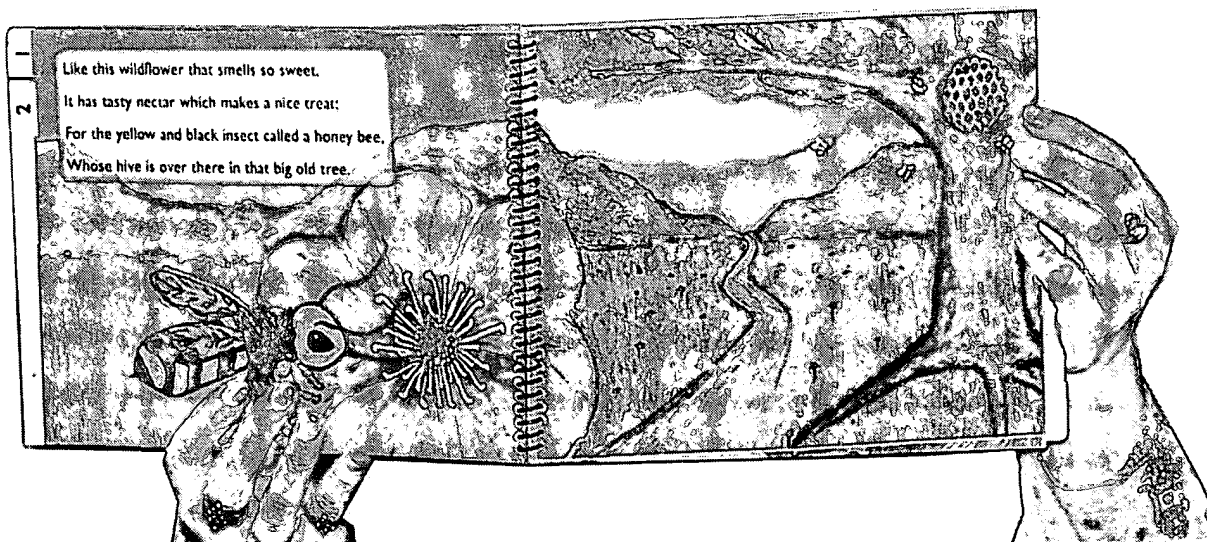 1
2
Like this wildflower that smells so sweet.
It has tasty nectar which makes a nice treat;
For the yellow and black insect called a honey bee,
Whose hive is over there in that big old tree.